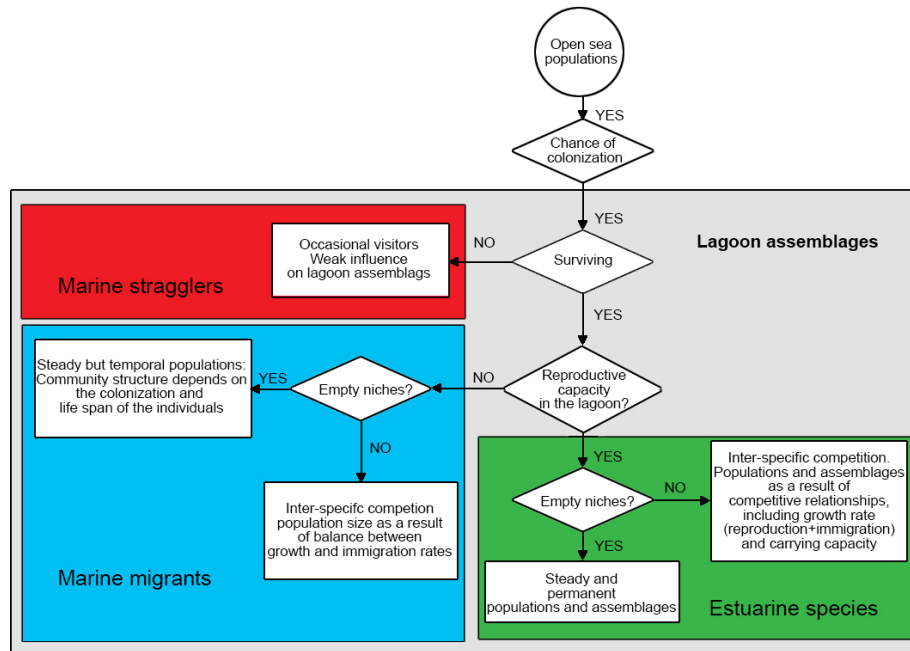 Open sea
populations
YES
Chance of
colonization
YES
Lagoon assemblages
Surviving
NO
Occasional visitors
Weak influence
on lagoon assemblags
Marine stragglers
YES
Reproductive
capacity
in the lagoon?
NO
Empty niches?
YES
Steady but temporal populations:
Community structure depends on
the colonization and
life span of the individuals
NO
Inter-specifc competion
population size as a result
of balance between
growth and immigration rates
Marine migrants
YES
Empty niches?
NO
Inter-specific competition.
Populations and assemblages
as a result of
competitive relationships,
including growth rate
(reproduction+immigration)
and carrying capacity
YES
Steady and
permanent
populations and assemblages
Estuarine species